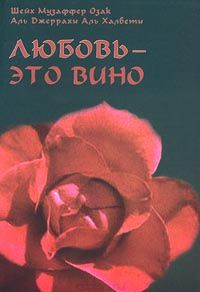 Шейх Музаффер Озак
Аль Джеррахи Аль Халвети
ЛЮБОВЬ –
ЭТО ВИНО